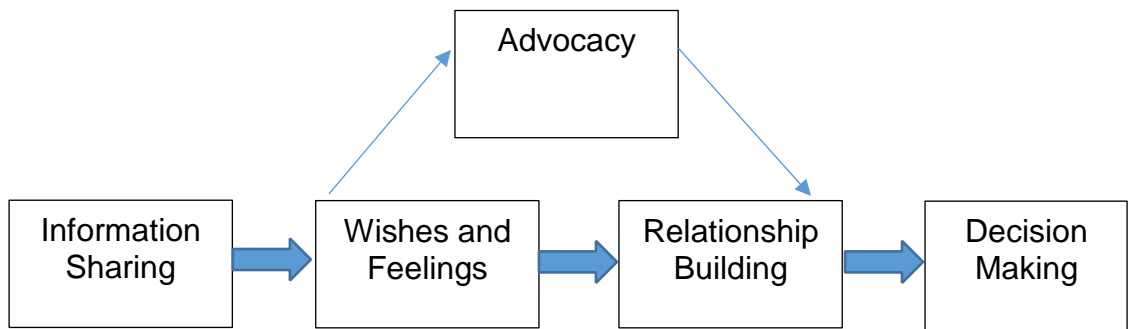 Advocacy
Information
Sharing
Wishes and
Feelings
Relationship
Building
Decision
Making